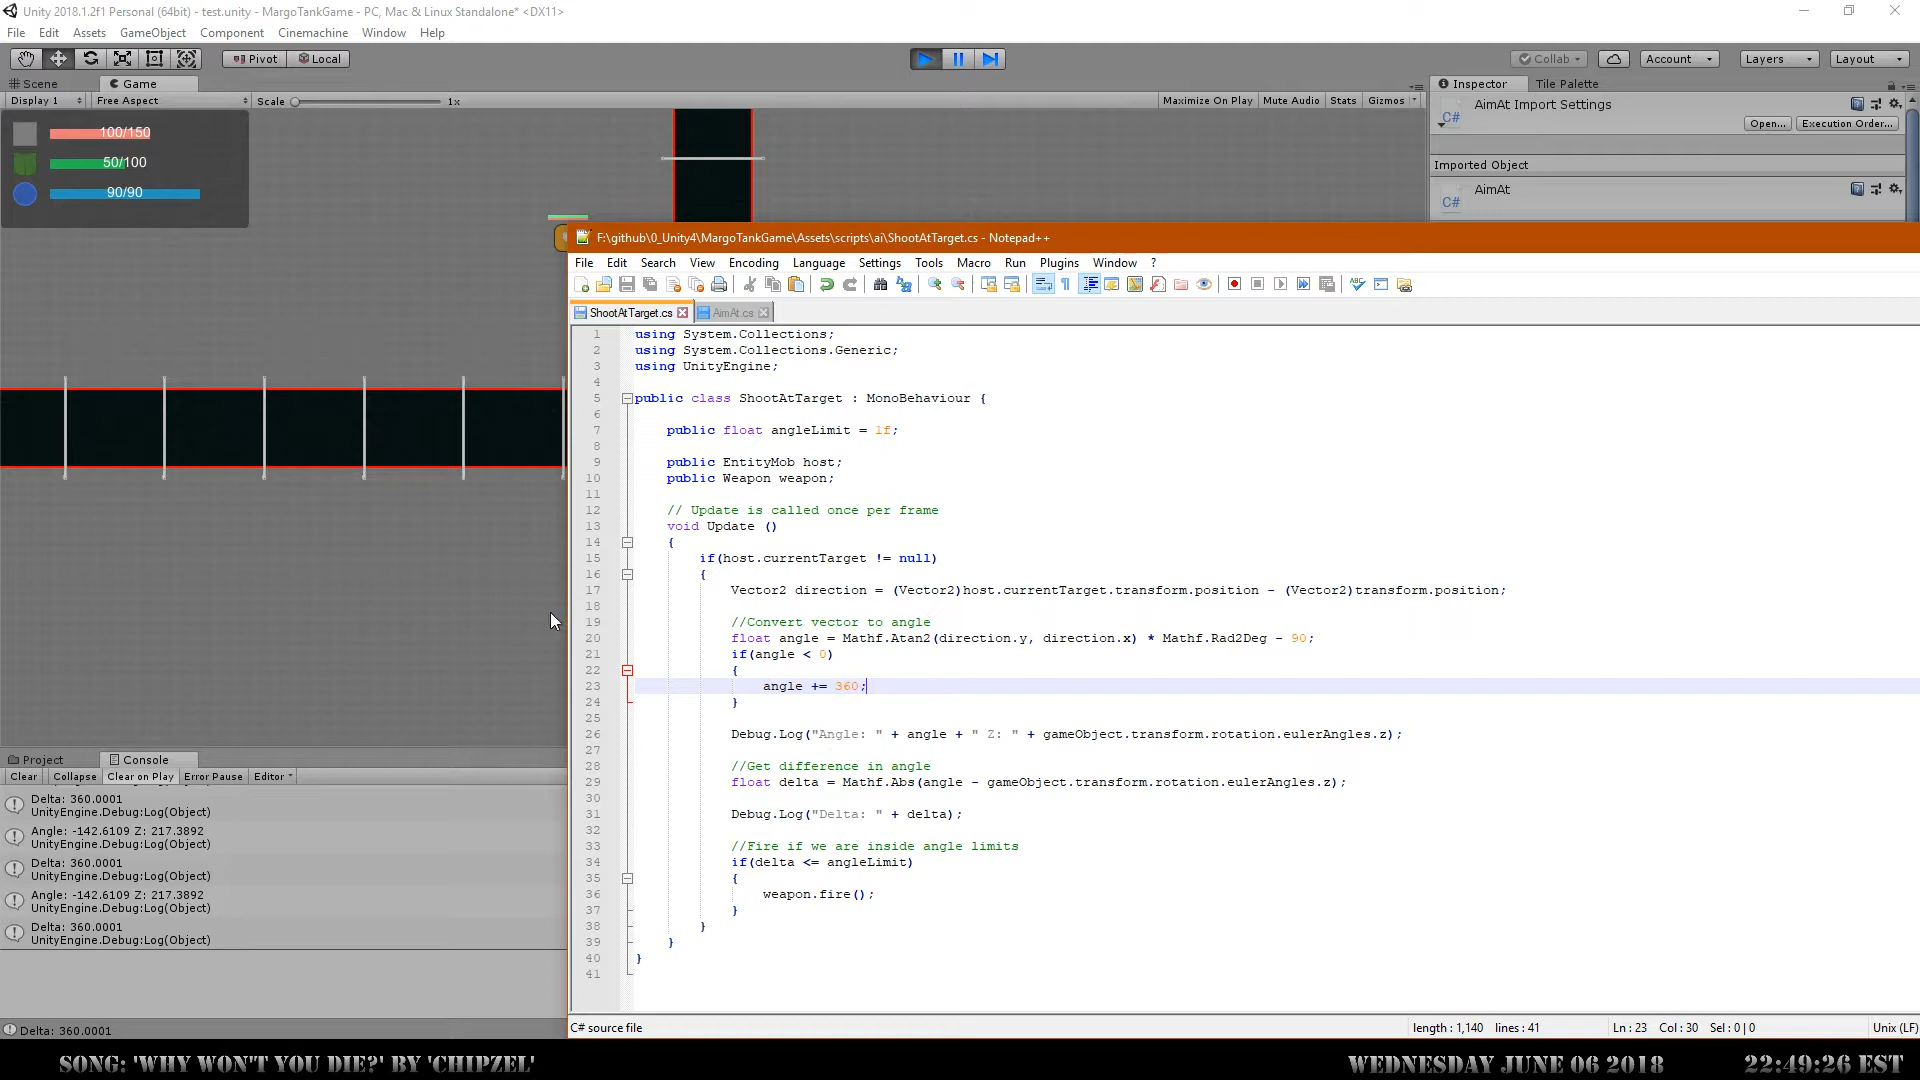 Unity 2018.1.2f1 Personal (64bit) - test.unity - MargoTankGame - PC, Mac & Linux Standalone* <DX11>
File Edit Assets GameObject Component Cinemachine Window Help
Pivot Local Collab Account Layers Layout
Scene Game Inspector Tile Palette
Display 1 Free Aspect Scale 1x Maximize On Play Mute Audio Stats Gizmos
AimAt Import Settings
C#
Open... Execution Order...
Imported Object
C# AimAt
100/150
50/100
90/90
F:\github\0_Unity4\MargoTankGame\Assets\scripts\ai\ShootAtTarget.cs - Notepad++
File Edit Search View Encoding Language Settings Tools Macro Run Plugins Window ?
ShootAtTarget.cs AimAt.cs
1 using System.Collections;
2 using System.Collections.Generic;
3 using UnityEngine;
4
5 public class ShootAtTarget : MonoBehaviour {
6
7 public float angleLimit = 1f;
8
9 public EntityMob host;
10 public Weapon weapon;
11
12 // Update is called once per frame
13 void Update ()
14 {
15 if(host.currentTarget != null)
16 {
17 Vector2 direction = (Vector2)host.currentTarget.transform.position - (Vector2)transform.position;
18
19 //Convert vector to angle
20 float angle = Mathf.Atan2(direction.y, direction.x) * Mathf.Rad2Deg - 90;
21 if(angle < 0)
22 {
23 angle += 360;
24 }
25
26 Debug.Log("Angle: " + angle + " Z: " + gameObject.transform.rotation.eulerAngles.z);
27
28 //Get difference in angle
29 float delta = Mathf.Abs(angle - gameObject.transform.rotation.eulerAngles.z);
30
31 Debug.Log("Delta: " + delta);
32
33 //Fire if we are inside angle limits
34 if(delta <= angleLimit)
35 {
36 weapon.fire();
37 }
38 }
39 }
40 }
41
C# source file length : 1,140 lines : 41 Ln : 23 Col : 30 Sel : 0 | 0 Unix (LF)
Project Console
Clear Collapse Clear on Play Error Pause Editor
Delta: 360.0001
UnityEngine.Debug:Log(Object)
Angle: -142.6109 Z: 217.3892
UnityEngine.Debug:Log(Object)
Delta: 360.0001
UnityEngine.Debug:Log(Object)
Angle: -142.6109 Z: 217.3892
UnityEngine.Debug:Log(Object)
Delta: 360.0001
UnityEngine.Debug:Log(Object)
Delta: 360.0001
SONG: 'WHY WON'T YOU DIE?' BY 'CHIPZEL' WEDNESDAY JUNE 06 2018 22:49:26 EST